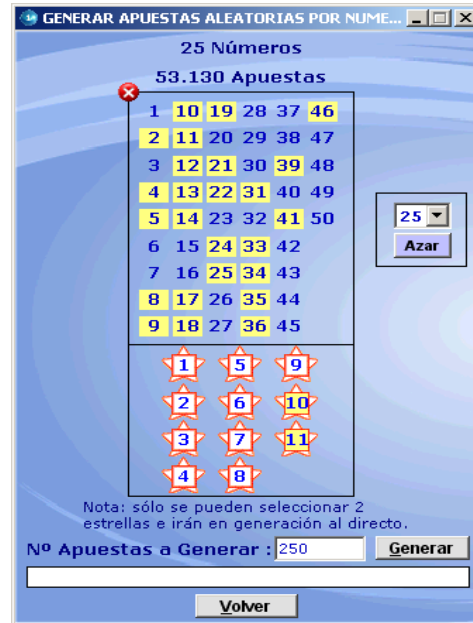 GENERAR APUESTAS ALEATORIAS POR NUME...
25 Números
53.130 Apuestas
1 10 19 28 37 46
2 11 20 29 38 47
3 12 21 30 39 48
4 13 22 31 40 49
5 14 23 32 41 50
6 15 24 33 42
7 16 25 34 43
8 17 26 35 44
9 18 27 36 45
25
Azar
1 5 9
2 6 10
3 7 11
4 8
Nota: sólo se pueden seleccionar 2
estrellas e irán en generación al directo.
Nº Apuestas a Generar : 250 Generar
Volver